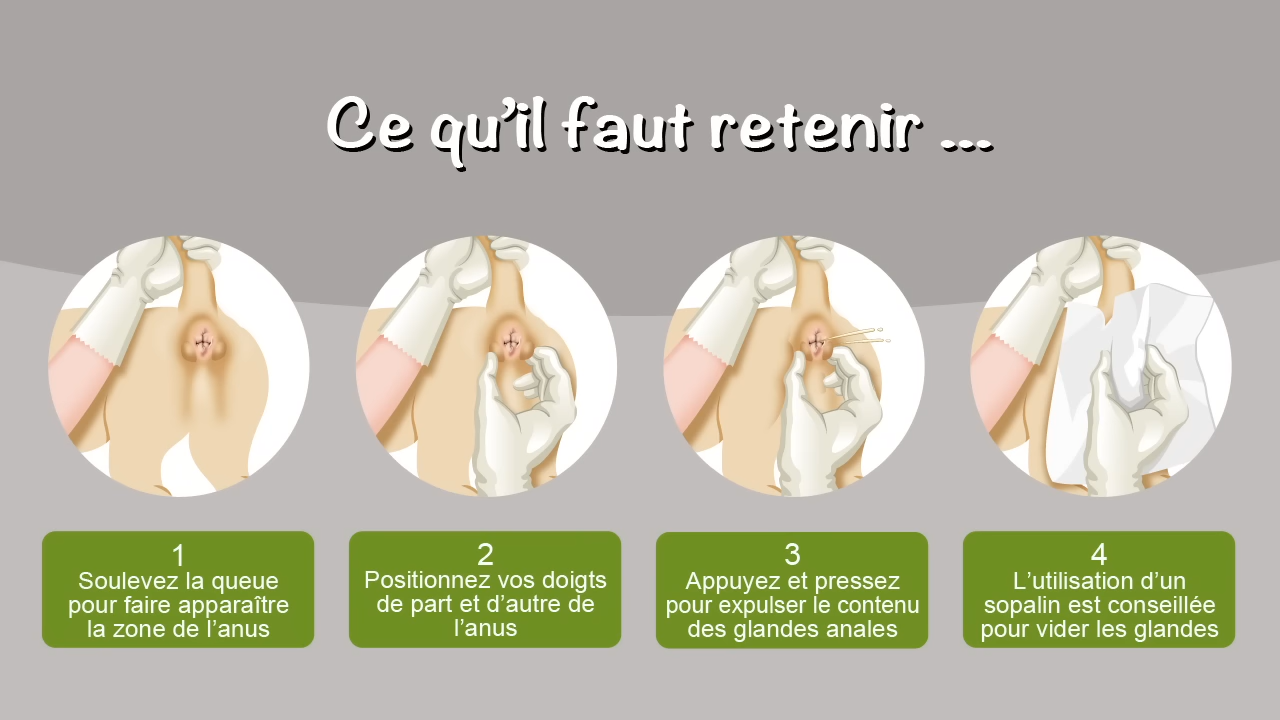 Ce qu'il faut retenir ...
1
Soulevez la queue
pour faire apparaître
la zone de l'anus
2
Positionnez vos doigts
de part et d'autre de
l'anus
3
Appuyez et pressez
pour expulser le contenu
des glandes anales
4
L'utilisation d'un
sopalin est conseillée
pour vider les glandes